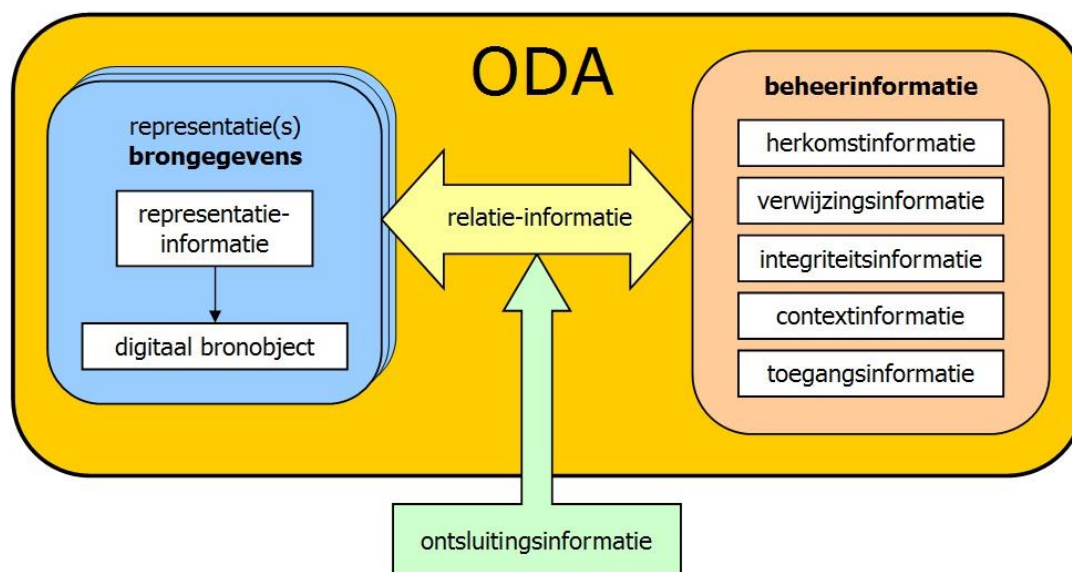 ODA
representatie(s)
brongegevens
representatie-
informatie
digitaal bronobject
relatie-informatie
beheerinformatie
herkomstinformatie
verwijzingsinformatie
integriteitsinformatie
contextinformatie
toegangsinformatie
ontsluitingsinformatie